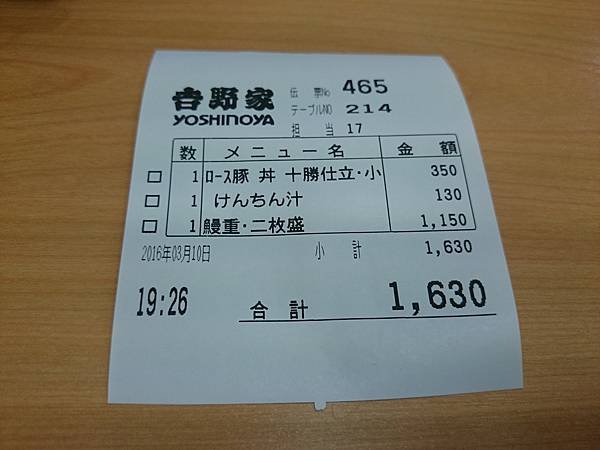 吉野家
YOSHINOYA
伝 票No 465
テーブルNO 214
担 当 17
数 メニュー名 金 額
1 ロース豚 丼 十勝仕立・小 350
1 けんちん汁 130
1 鰻重・二枚盛 1,150
2016年03月10日 小 計 1,630
19:26 合 計 1,630